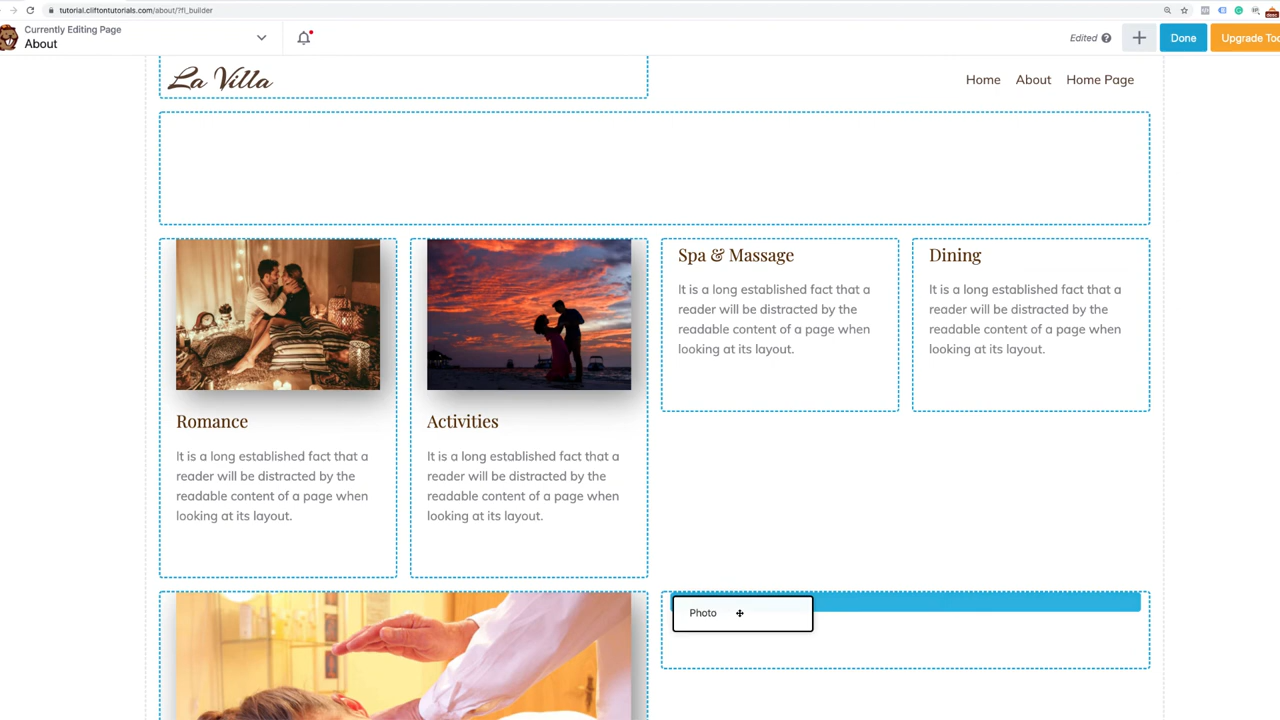 tutorial.cliftontutorials.com/about/?fl_builder
Currently Editing Page
About
Edited
Done
Upgrade Too
La Villa
Home About Home Page
Romance
It is a long established fact that a
reader will be distracted by the
readable content of a page when
looking at its layout.
Activities
It is a long established fact that a
reader will be distracted by the
readable content of a page when
looking at its layout.
Spa & Massage
It is a long established fact that a
reader will be distracted by the
readable content of a page when
looking at its layout.
Dining
It is a long established fact that a
reader will be distracted by the
readable content of a page when
looking at its layout.
Photo